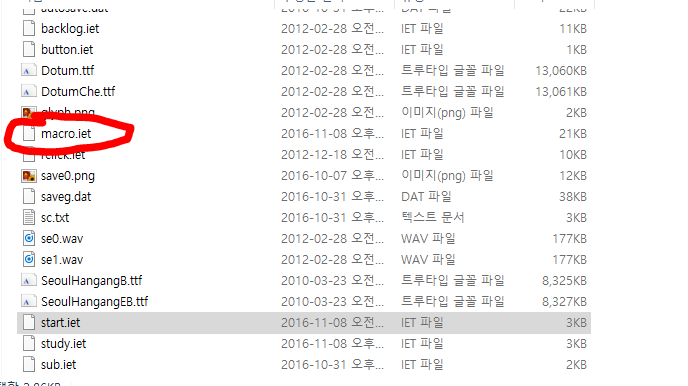 autosave.dat 2016-10-31 오전... DAT 파일 22KB
backlog.iet 2012-02-28 오전... IET 파일 11KB
button.iet 2012-02-28 오전... IET 파일 1KB
Dotum.ttf 2012-02-28 오전... 트루타입 글꼴 파일 13,060KB
DotumChe.ttf 2012-02-28 오전... 트루타입 글꼴 파일 13,061KB
glyph.png 2012-02-28 오전... 이미지(png) 파일 2KB
macro.iet 2016-11-08 오후... IET 파일 21KB
rclick.iet 2012-12-18 오전... IET 파일 10KB
save0.png 2016-10-07 오후... 이미지(png) 파일 12KB
saveg.dat 2016-10-31 오후... DAT 파일 38KB
sc.txt 2016-10-31 오후... 텍스트 문서 3KB
se0.wav 2012-02-28 오전... WAV 파일 177KB
se1.wav 2012-02-28 오전... WAV 파일 177KB
SeoulHangangB.ttf 2010-03-23 오전... 트루타입 글꼴 파일 8,325KB
SeoulHangangEB.ttf 2010-03-23 오전... 트루타입 글꼴 파일 8,327KB
start.iet 2016-11-08 오전... IET 파일 3KB
study.iet 2016-11-08 오후... IET 파일 3KB
sub.iet 2016-10-31 오후... IET 파일 2KB